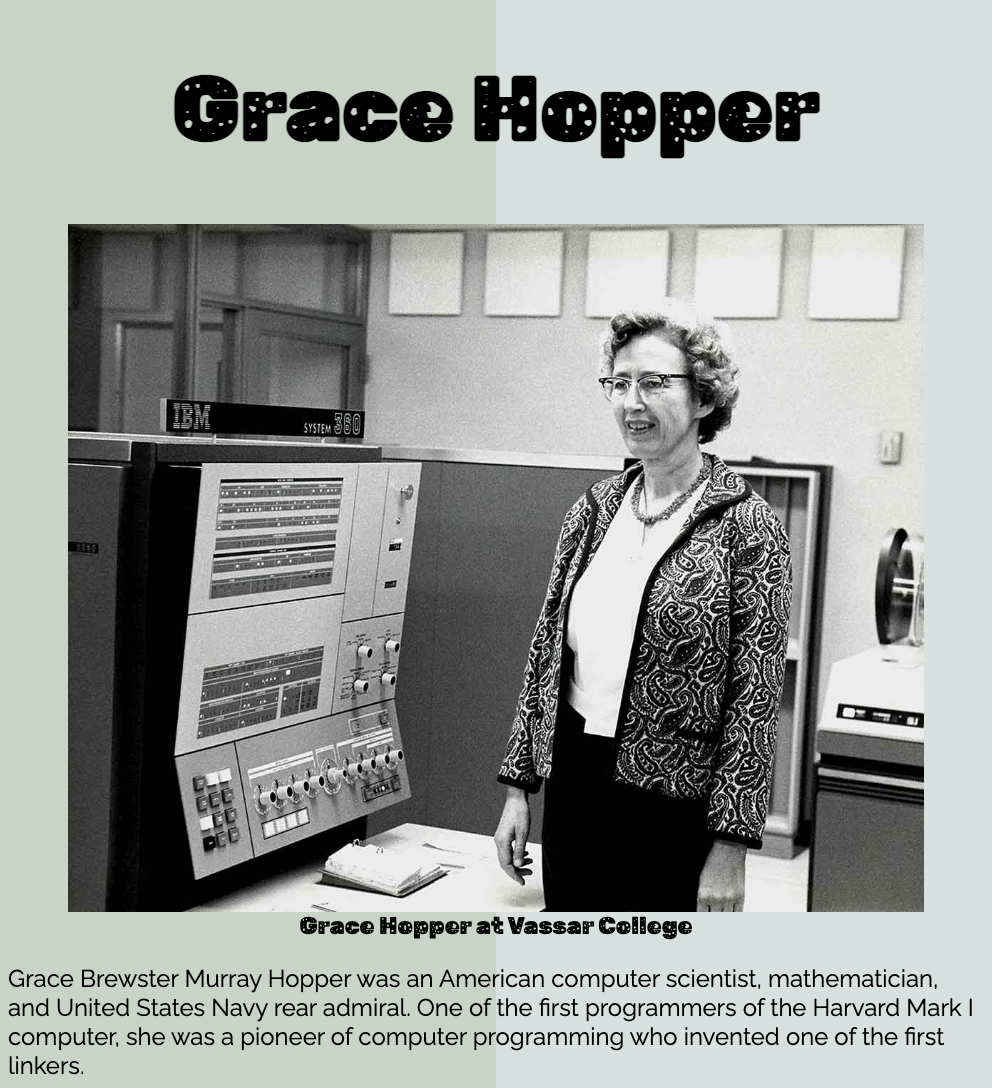 Grace Hopper
IBM
SYSTEM 360
Grace Hopper at Vassar College
Grace Brewster Murray Hopper was an American computer scientist, mathematician,
and United States Navy rear admiral. One of the first programmers of the Harvard Mark I
computer, she was a pioneer of computer programming who invented one of the first
linkers.